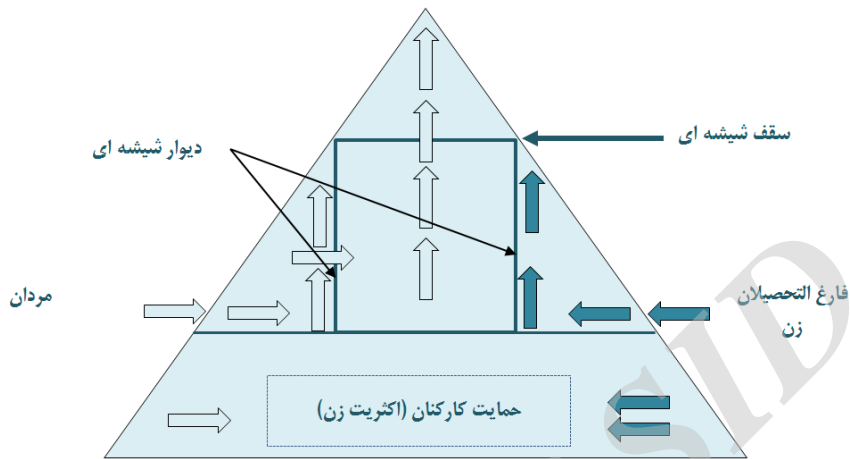 سقف شیشه ای
دیوار شیشه ای
مردان
فارغ التحصیلان
زن
حمایت کارکنان (اکثریت زن)
SID